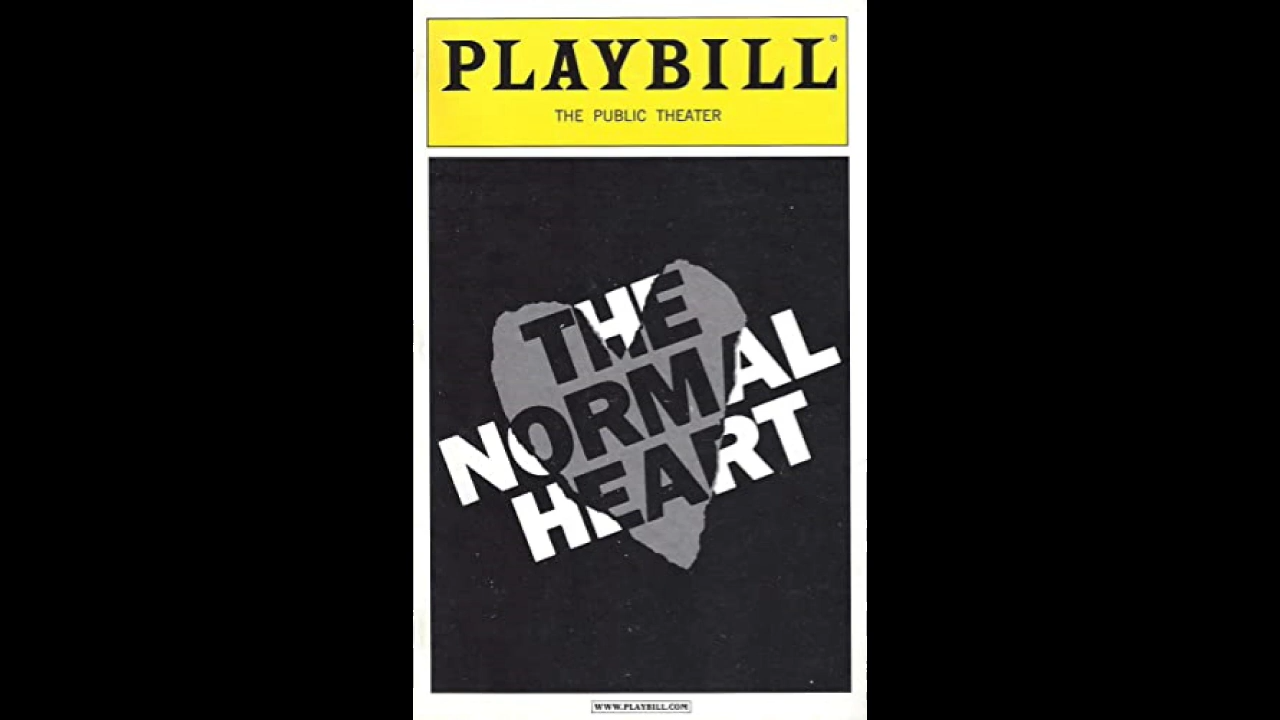 PLAYBILL®
THE PUBLIC THEATER
THE
NORMAL
HEART
WWW.PLAYBILL.COM